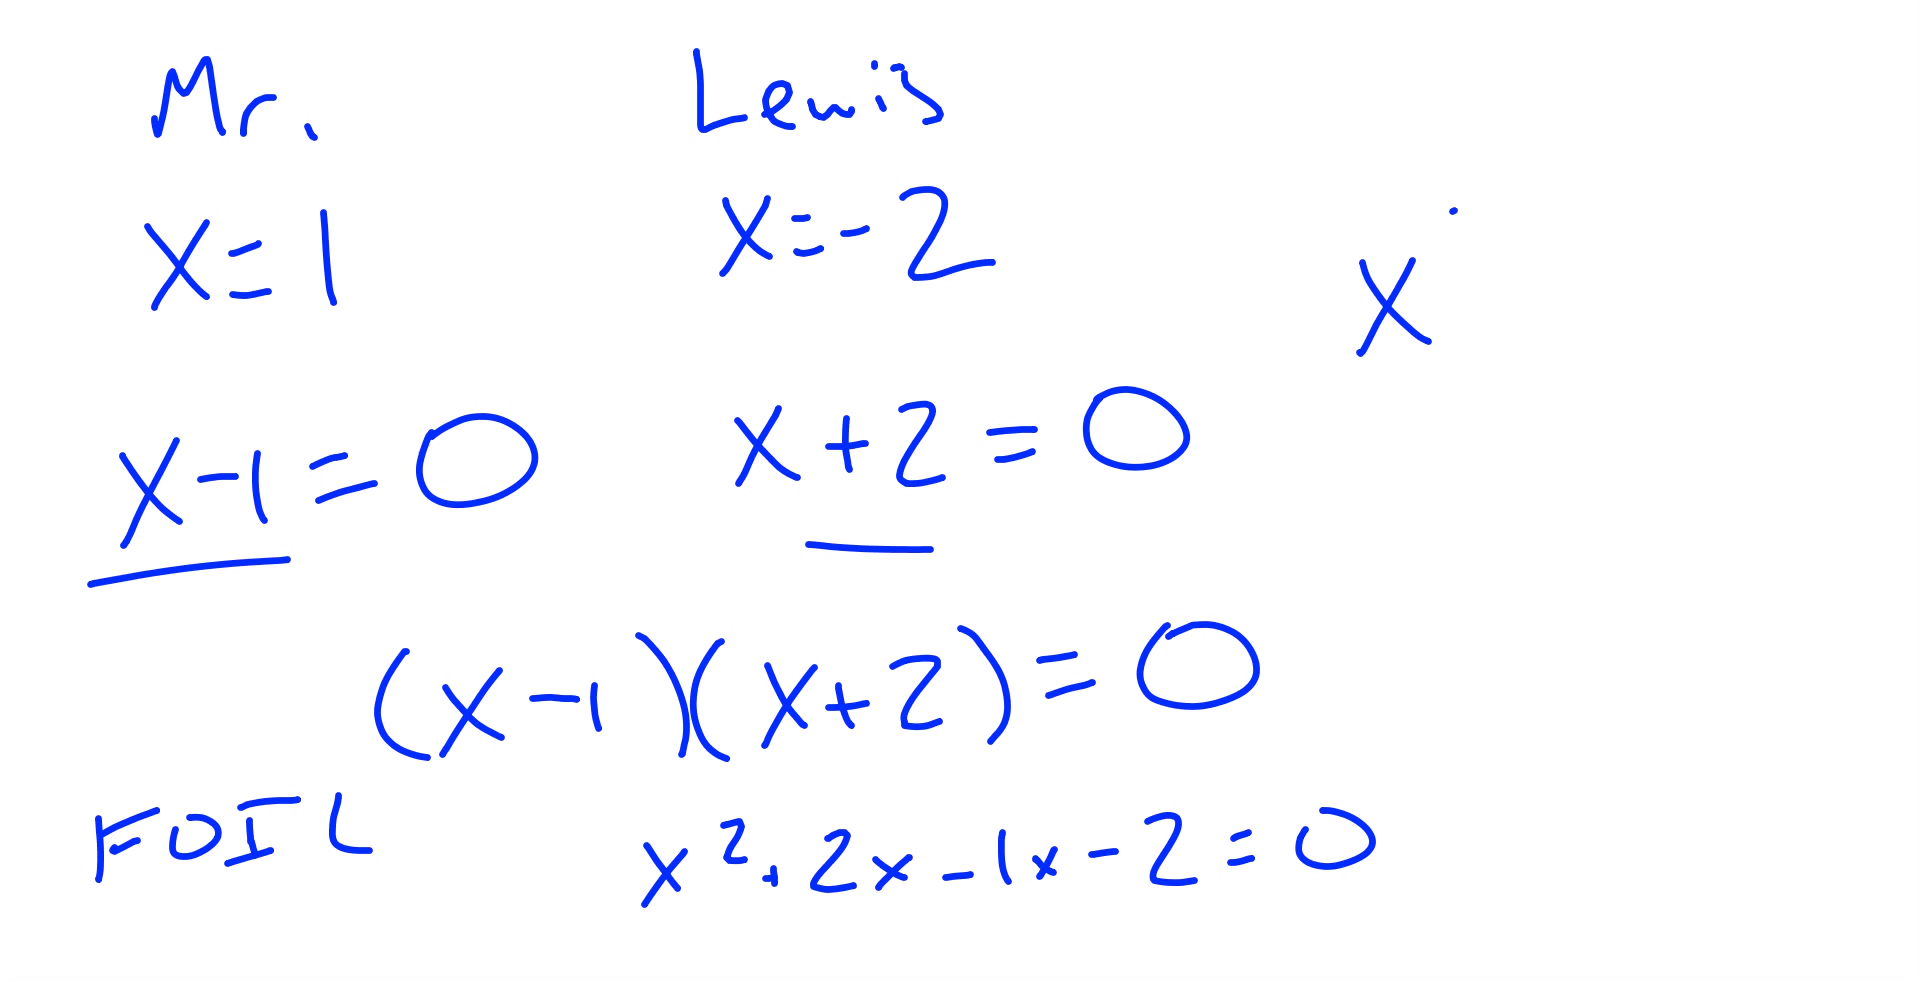 Mr. Lewis
x = 1 x = -2
x
x - 1 = 0 x + 2 = 0
(x - 1)(x + 2) = 0
FOIL x² + 2x - 1x - 2 = 0